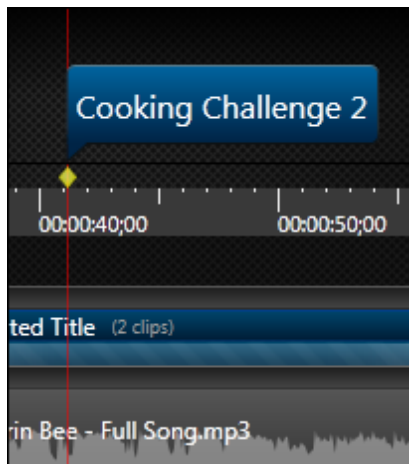 Cooking Challenge 2
00:00:40;00 00:00:50;00
ted Title (2 clips)
rin Bee - Full Song.mp3